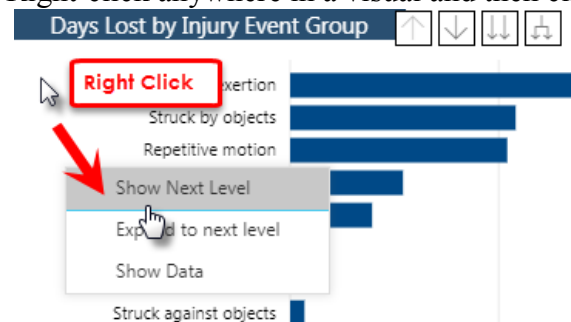 Right-click anywhere in a visual and then cl
Days Lost by Injury Event Group
Right Click
exertion
Struck by objects
Repetitive motion
Show Next Level
to next level
Show Data
Struck against objects